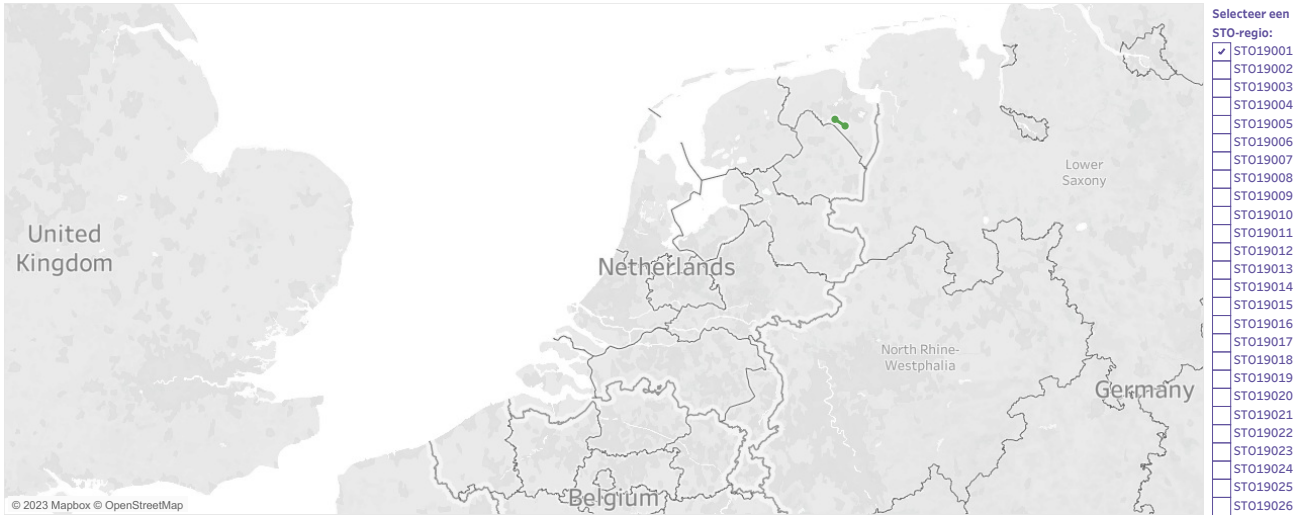 Selecteer een
STO-regio:
STO19001
STO19002
STO19003
STO19004
STO19005
STO19006
STO19007
STO19008
STO19009
STO19010
STO19011
STO19012
STO19013
STO19014
STO19015
STO19016
STO19017
STO19018
STO19019
STO19020
STO19021
STO19022
STO19023
STO19024
STO19025
STO19026
Lower
Saxony
United
Kingdom
Netherlands
North Rhine-
Westphalia
Germany
Belgium
© 2023 Mapbox © OpenStreetMap